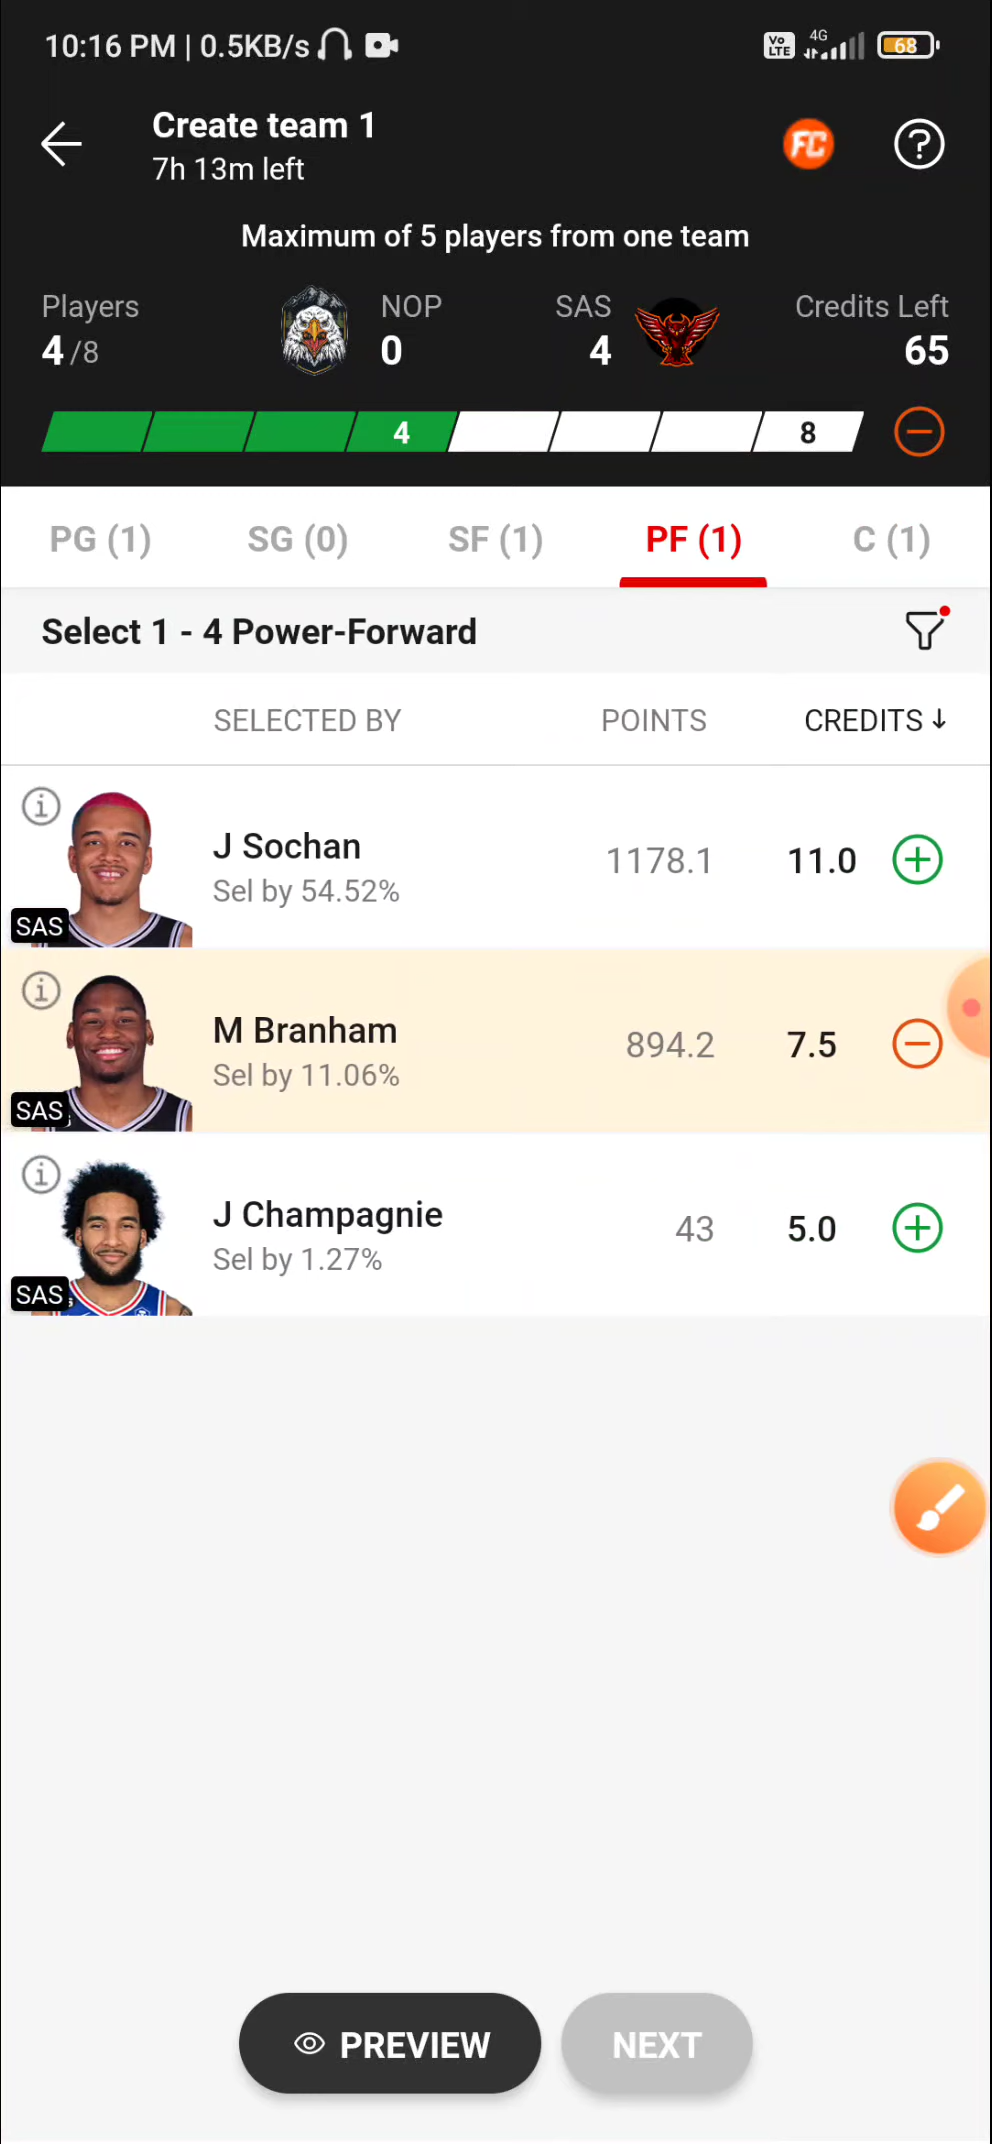 10:16 PM | 0.5KB/s
Vo LTE 4G 68
Create team 1
7h 13m left
FC
?
Maximum of 5 players from one team
Players NOP SAS Credits Left
4/8 0 4 65
4 8
PG (1) SG (0) SF (1) PF (1) C (1)
Select 1 - 4 Power-Forward
SELECTED BY POINTS CREDITS ↓
J Sochan
Sel by 54.52%
1178.1 11.0
SAS
M Branham
Sel by 11.06%
894.2 7.5
SAS
J Champagnie
Sel by 1.27%
43 5.0
SAS
PREVIEW NEXT